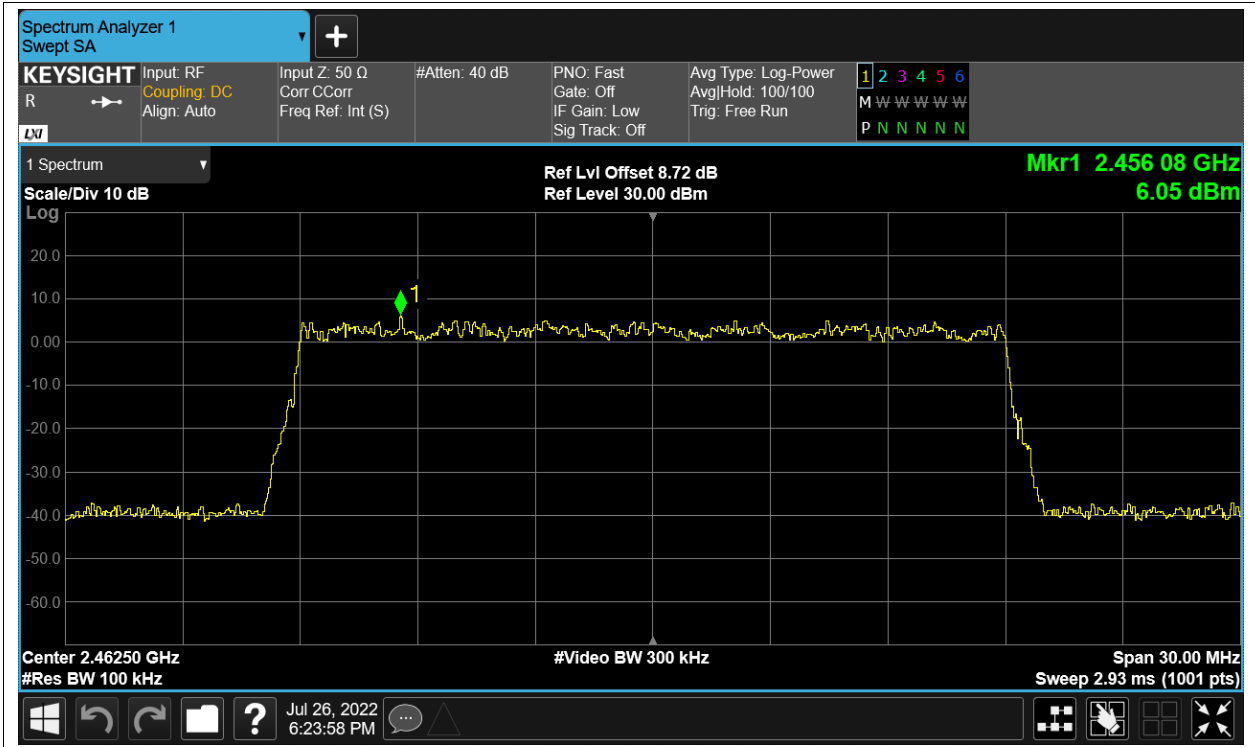 Spectrum Analyzer 1
Swept SA
KEYSIGHT
R
LXI
Input: RF
Coupling: DC
Align: Auto
Input Z: 50 Ω
Corr CCorr
Freq Ref: Int (S)
#Atten: 40 dB
PNO: Fast
Gate: Off
IF Gain: Low
Sig Track: Off
Avg Type: Log-Power
Avg|Hold: 100/100
Trig: Free Run
1 2 3 4 5 6
M W W W W W
P N N N N N
1 Spectrum
Scale/Div 10 dB
Log
Ref Lvl Offset 8.72 dB
Ref Level 30.00 dBm
Mkr1 2.456 08 GHz
6.05 dBm
20.0
10.0
1
0.00
-10.0
-20.0
-30.0
-40.0
-50.0
-60.0
Center 2.46250 GHz
#Video BW 300 kHz
Span 30.00 MHz
#Res BW 100 kHz
Sweep 2.93 ms (1001 pts)
?
Jul 26, 2022
6:23:58 PM